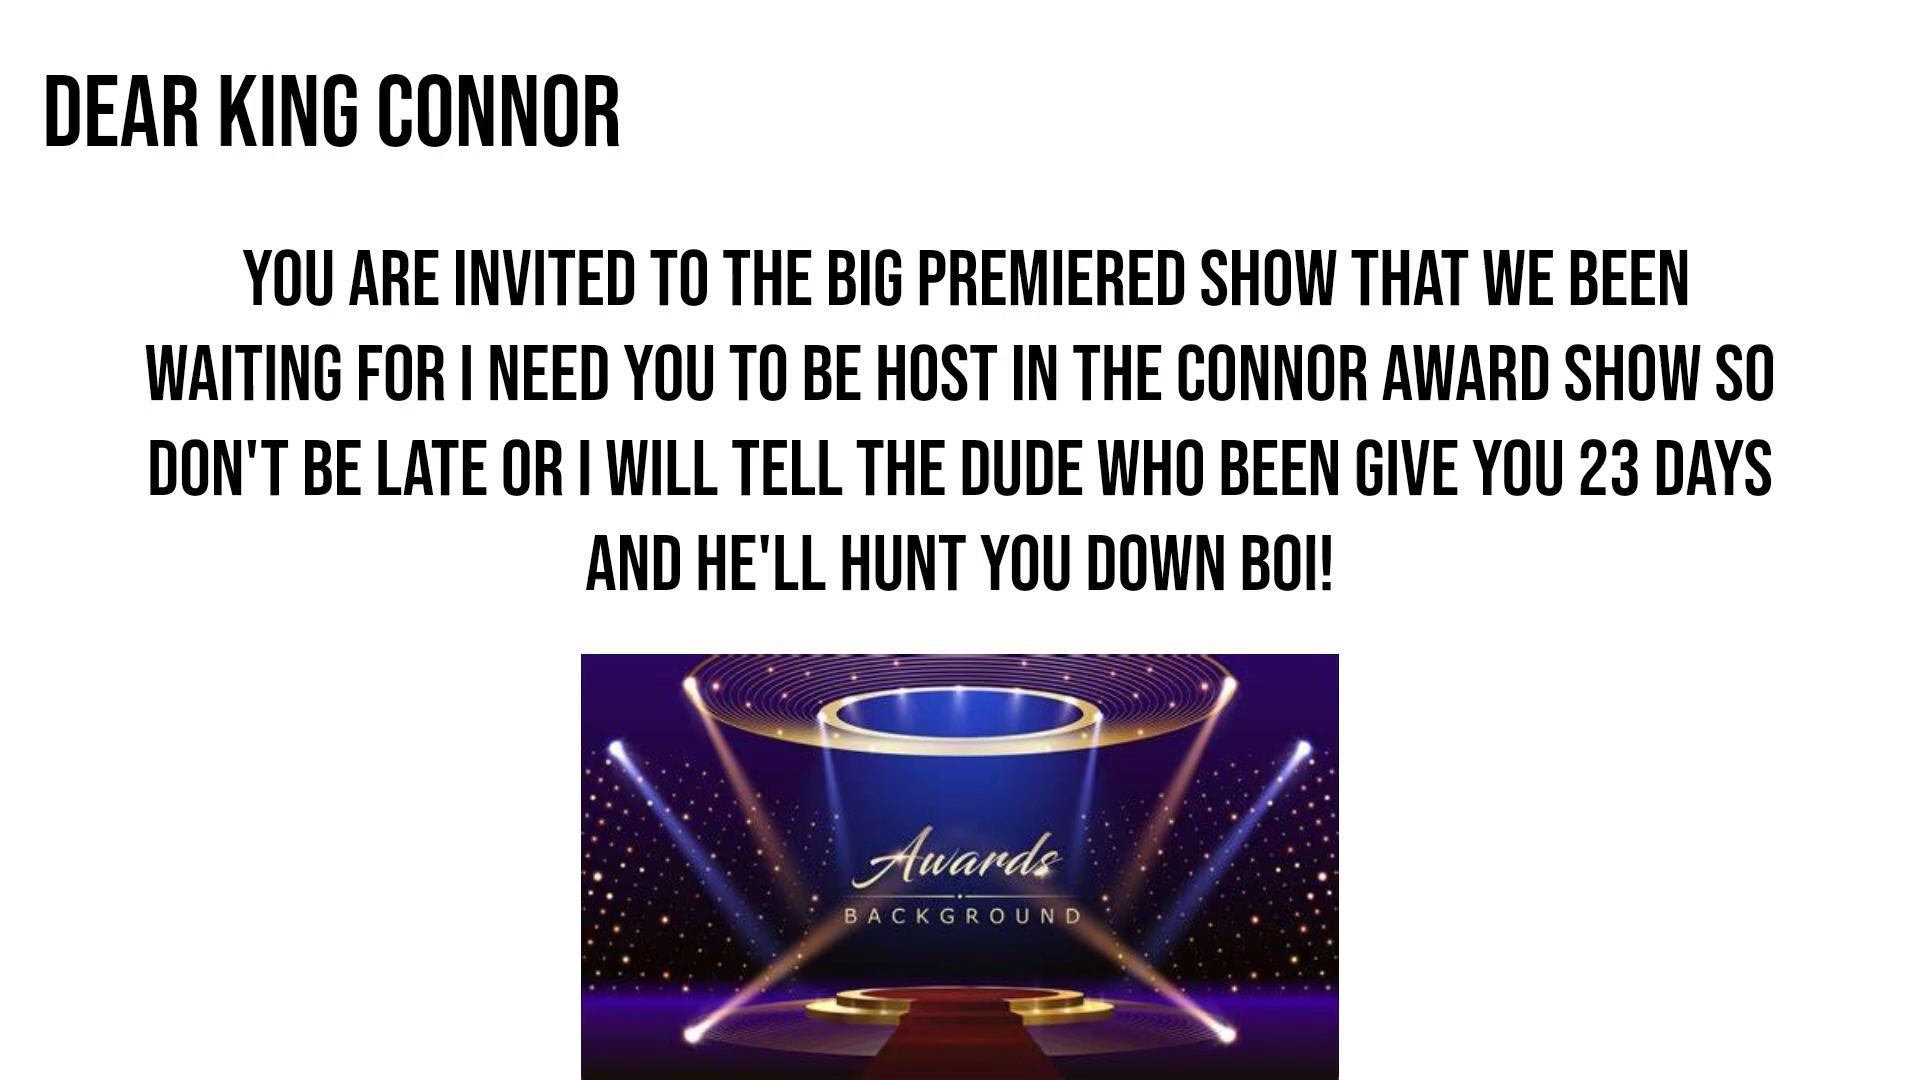 DEAR KING CONNOR
YOU ARE INVITED TO THE BIG PREMIERED SHOW THAT WE BEEN
WAITING FOR I NEED YOU TO BE HOST IN THE CONNOR AWARD SHOW SO
DON'T BE LATE OR I WILL TELL THE DUDE WHO BEEN GIVE YOU 23 DAYS
AND HE'LL HUNT YOU DOWN BOI!
Awards
BACKGROUND